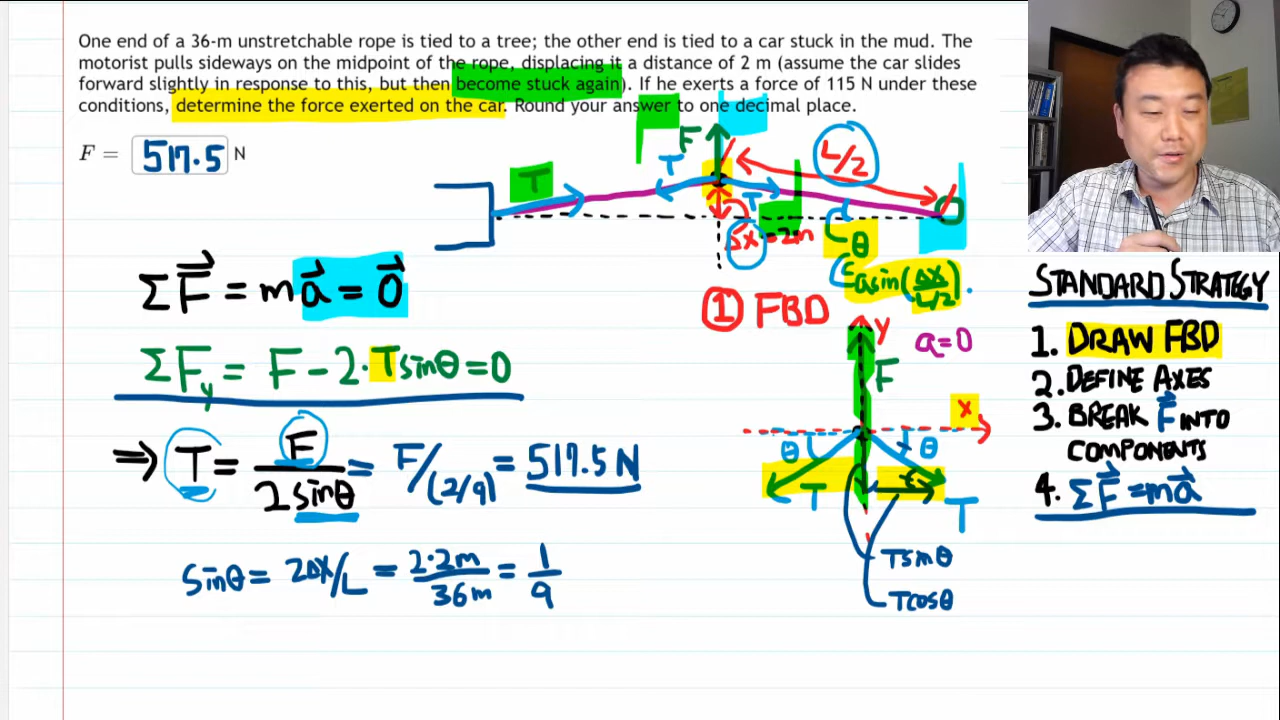 One end of a 36-m unstretchable rope is tied to a tree; the other end is tied to a car stuck in the mud. The
motorist pulls sideways on the midpoint of the rope, displacing it a distance of 2 m (assume the car slides
forward slightly in response to this, but then become stuck again). If he exerts a force of 115 N under these
conditions, determine the force exerted on the car. Round your answer to one decimal place.
F = 517.5 N
F
T
T
T
L/2
Δx = 2m
θ
asin(Δx/L/2).
ΣF⃗ = ma⃗ = 0⃗
ΣFy = F - 2·Tsinθ = 0
⇒ T = F/2sinθ = F/(2/9) = 517.5 N
sinθ = 2Δx/L = 2·2m/36m = 1/9
① FBD
y
a=0
F
x
θ
θ
T
T
Tsinθ
Tcosθ
STANDARD STRATEGY
1. DRAW FBD
2. DEFINE AXES
3. BREAK F⃗ INTO
COMPONENTS
4. ΣF⃗ = ma⃗